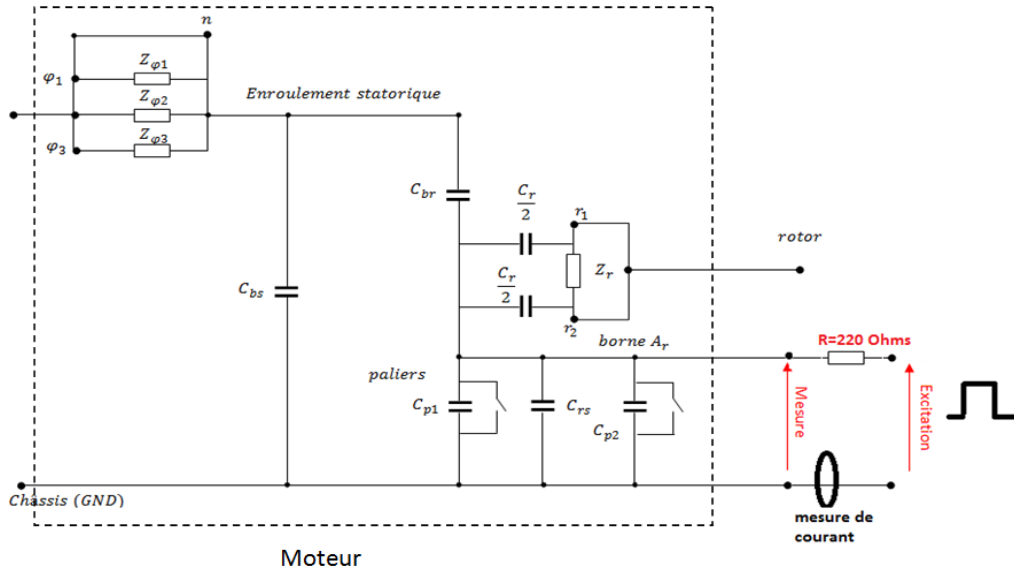 n
φ1
Zφ1
Zφ2
φ3
Zφ3
Enroulement statorique
Cbr
Cr
2
r1
rotor
Zr
Cbs
Cr
2
r2
borne Ar
R=220 Ohms
paliers
Cp1
Crs
Cp2
Mesure
Excitation
Châssis (GND)
mesure de
courant
Moteur